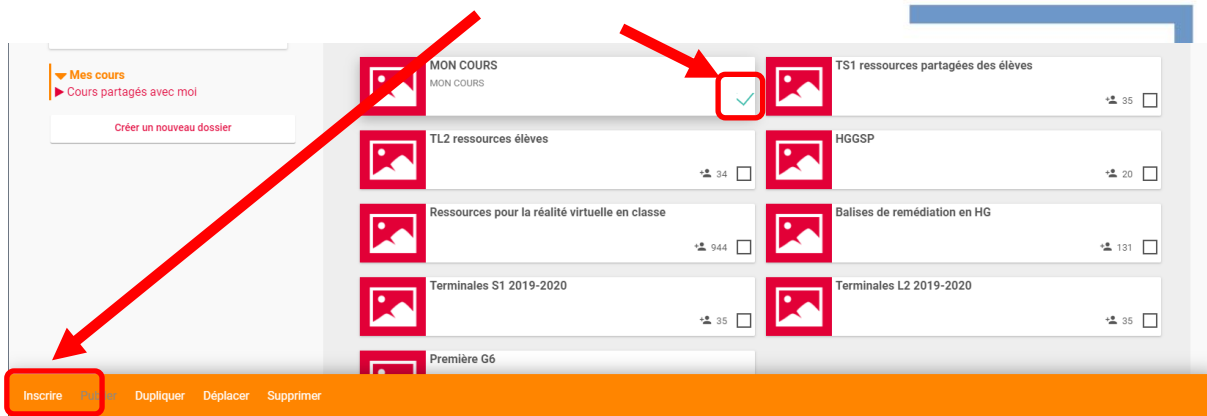 Mes cours
Cours partagés avec moi
Créer un nouveau dossier
MON COURS
MON COURS
TS1 ressources partagées des élèves
35
TL2 ressources élèves
34
HGGSP
20
Ressources pour la réalité virtuelle en classe
944
Balises de remédiation en HG
131
Terminales S1 2019-2020
35
Terminales L2 2019-2020
35
Première G6
Inscrire Publier Dupliquer Déplacer Supprimer